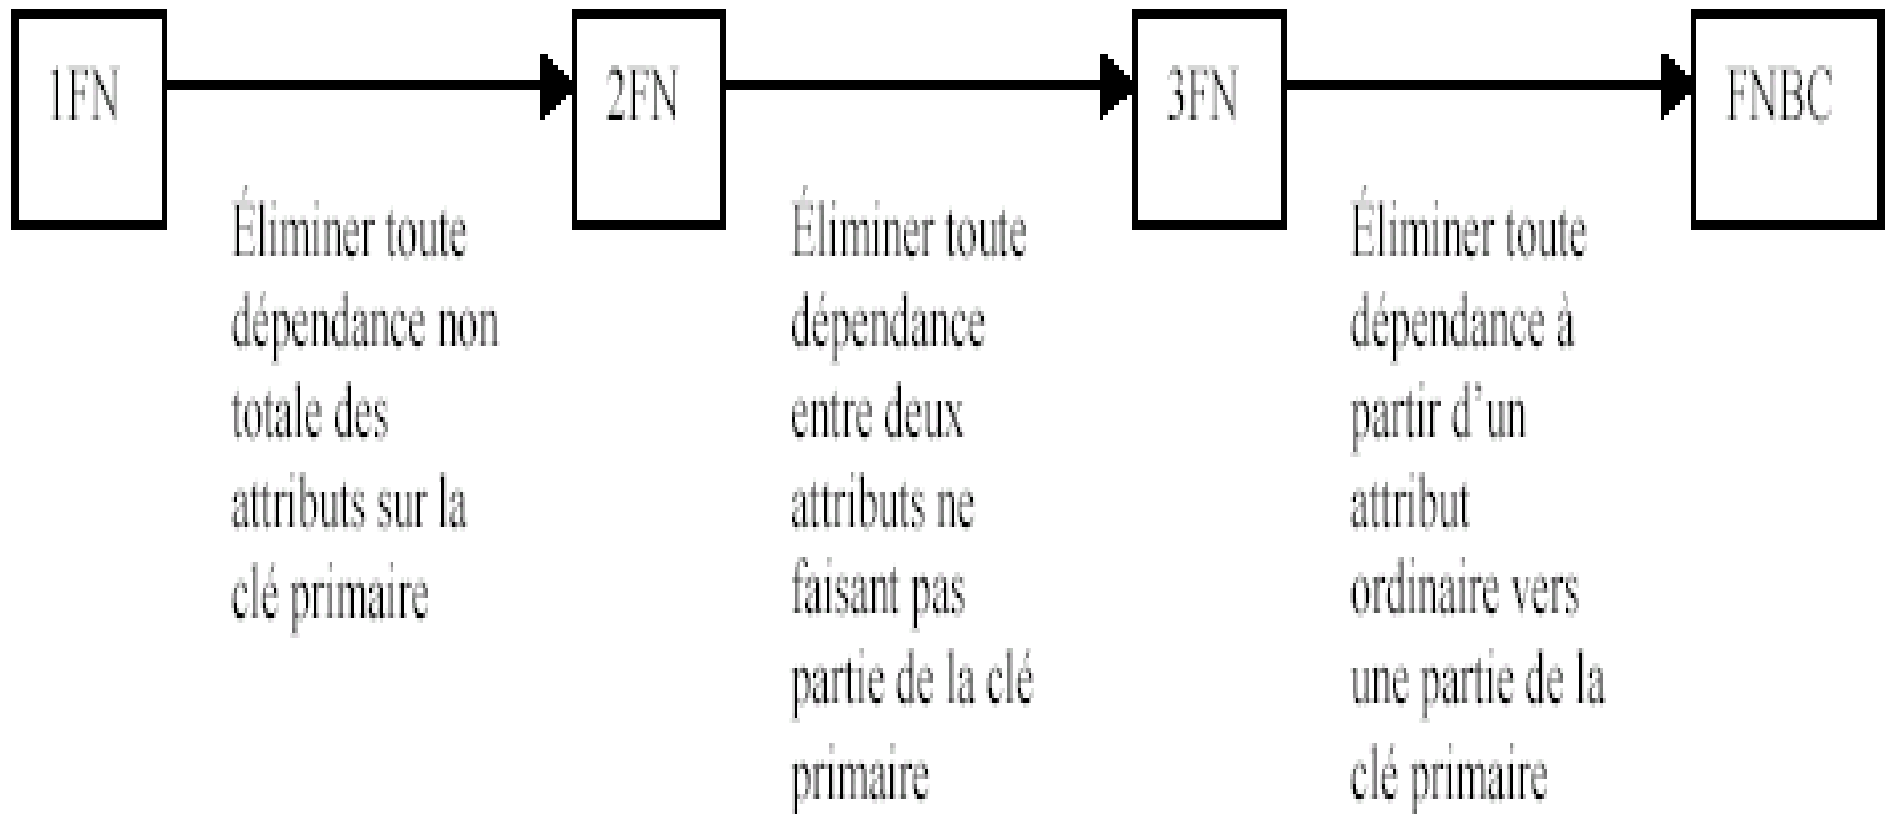 1FN
2FN
3FN
FNBC
Éliminer toute
dépendance non
totale des
attributs sur la
clé primaire
Éliminer toute
dépendance
entre deux
attributs ne
faisant pas
partie de la clé
primaire
Éliminer toute
dépendance à
partir d'un
attribut
ordinaire vers
une partie de la
clé primaire